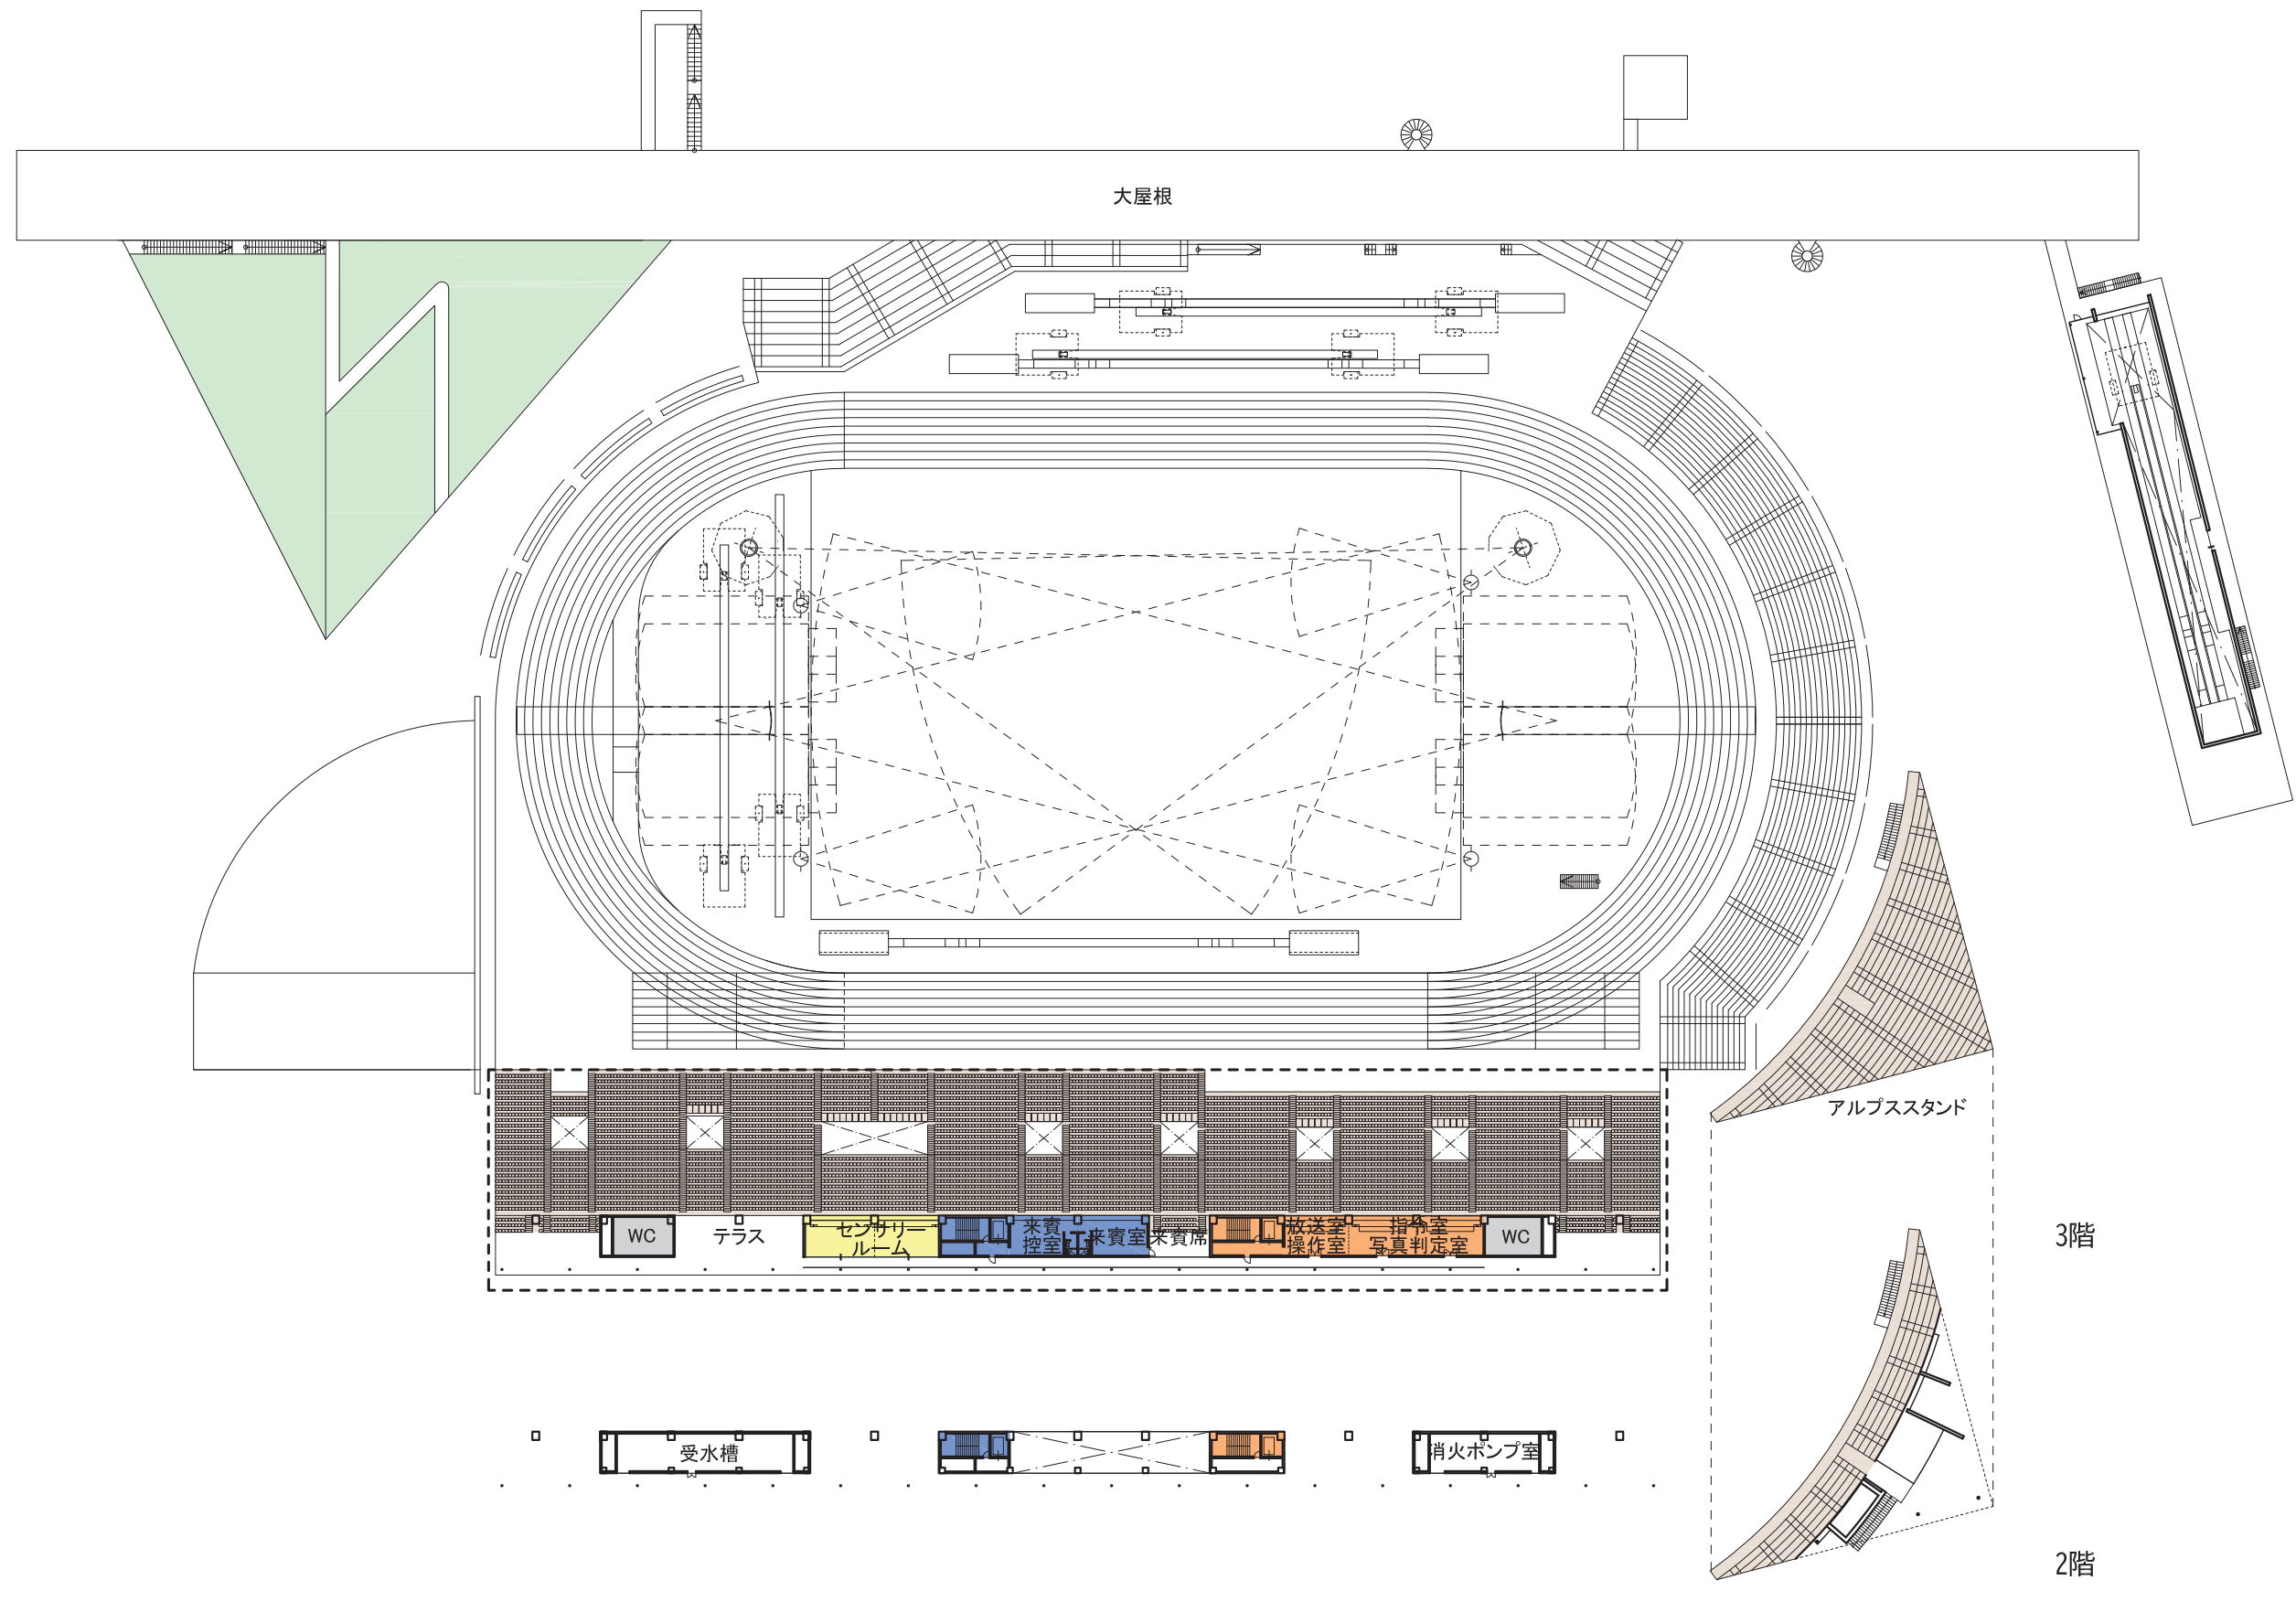 大屋根
アルプススタンド
WC
テラス
センサリー
ルーム
来賓
控室
来賓室
来賓席
放送室
操作室
指令室
写真判定室
WC
3階
受水槽
消火ポンプ室
2階